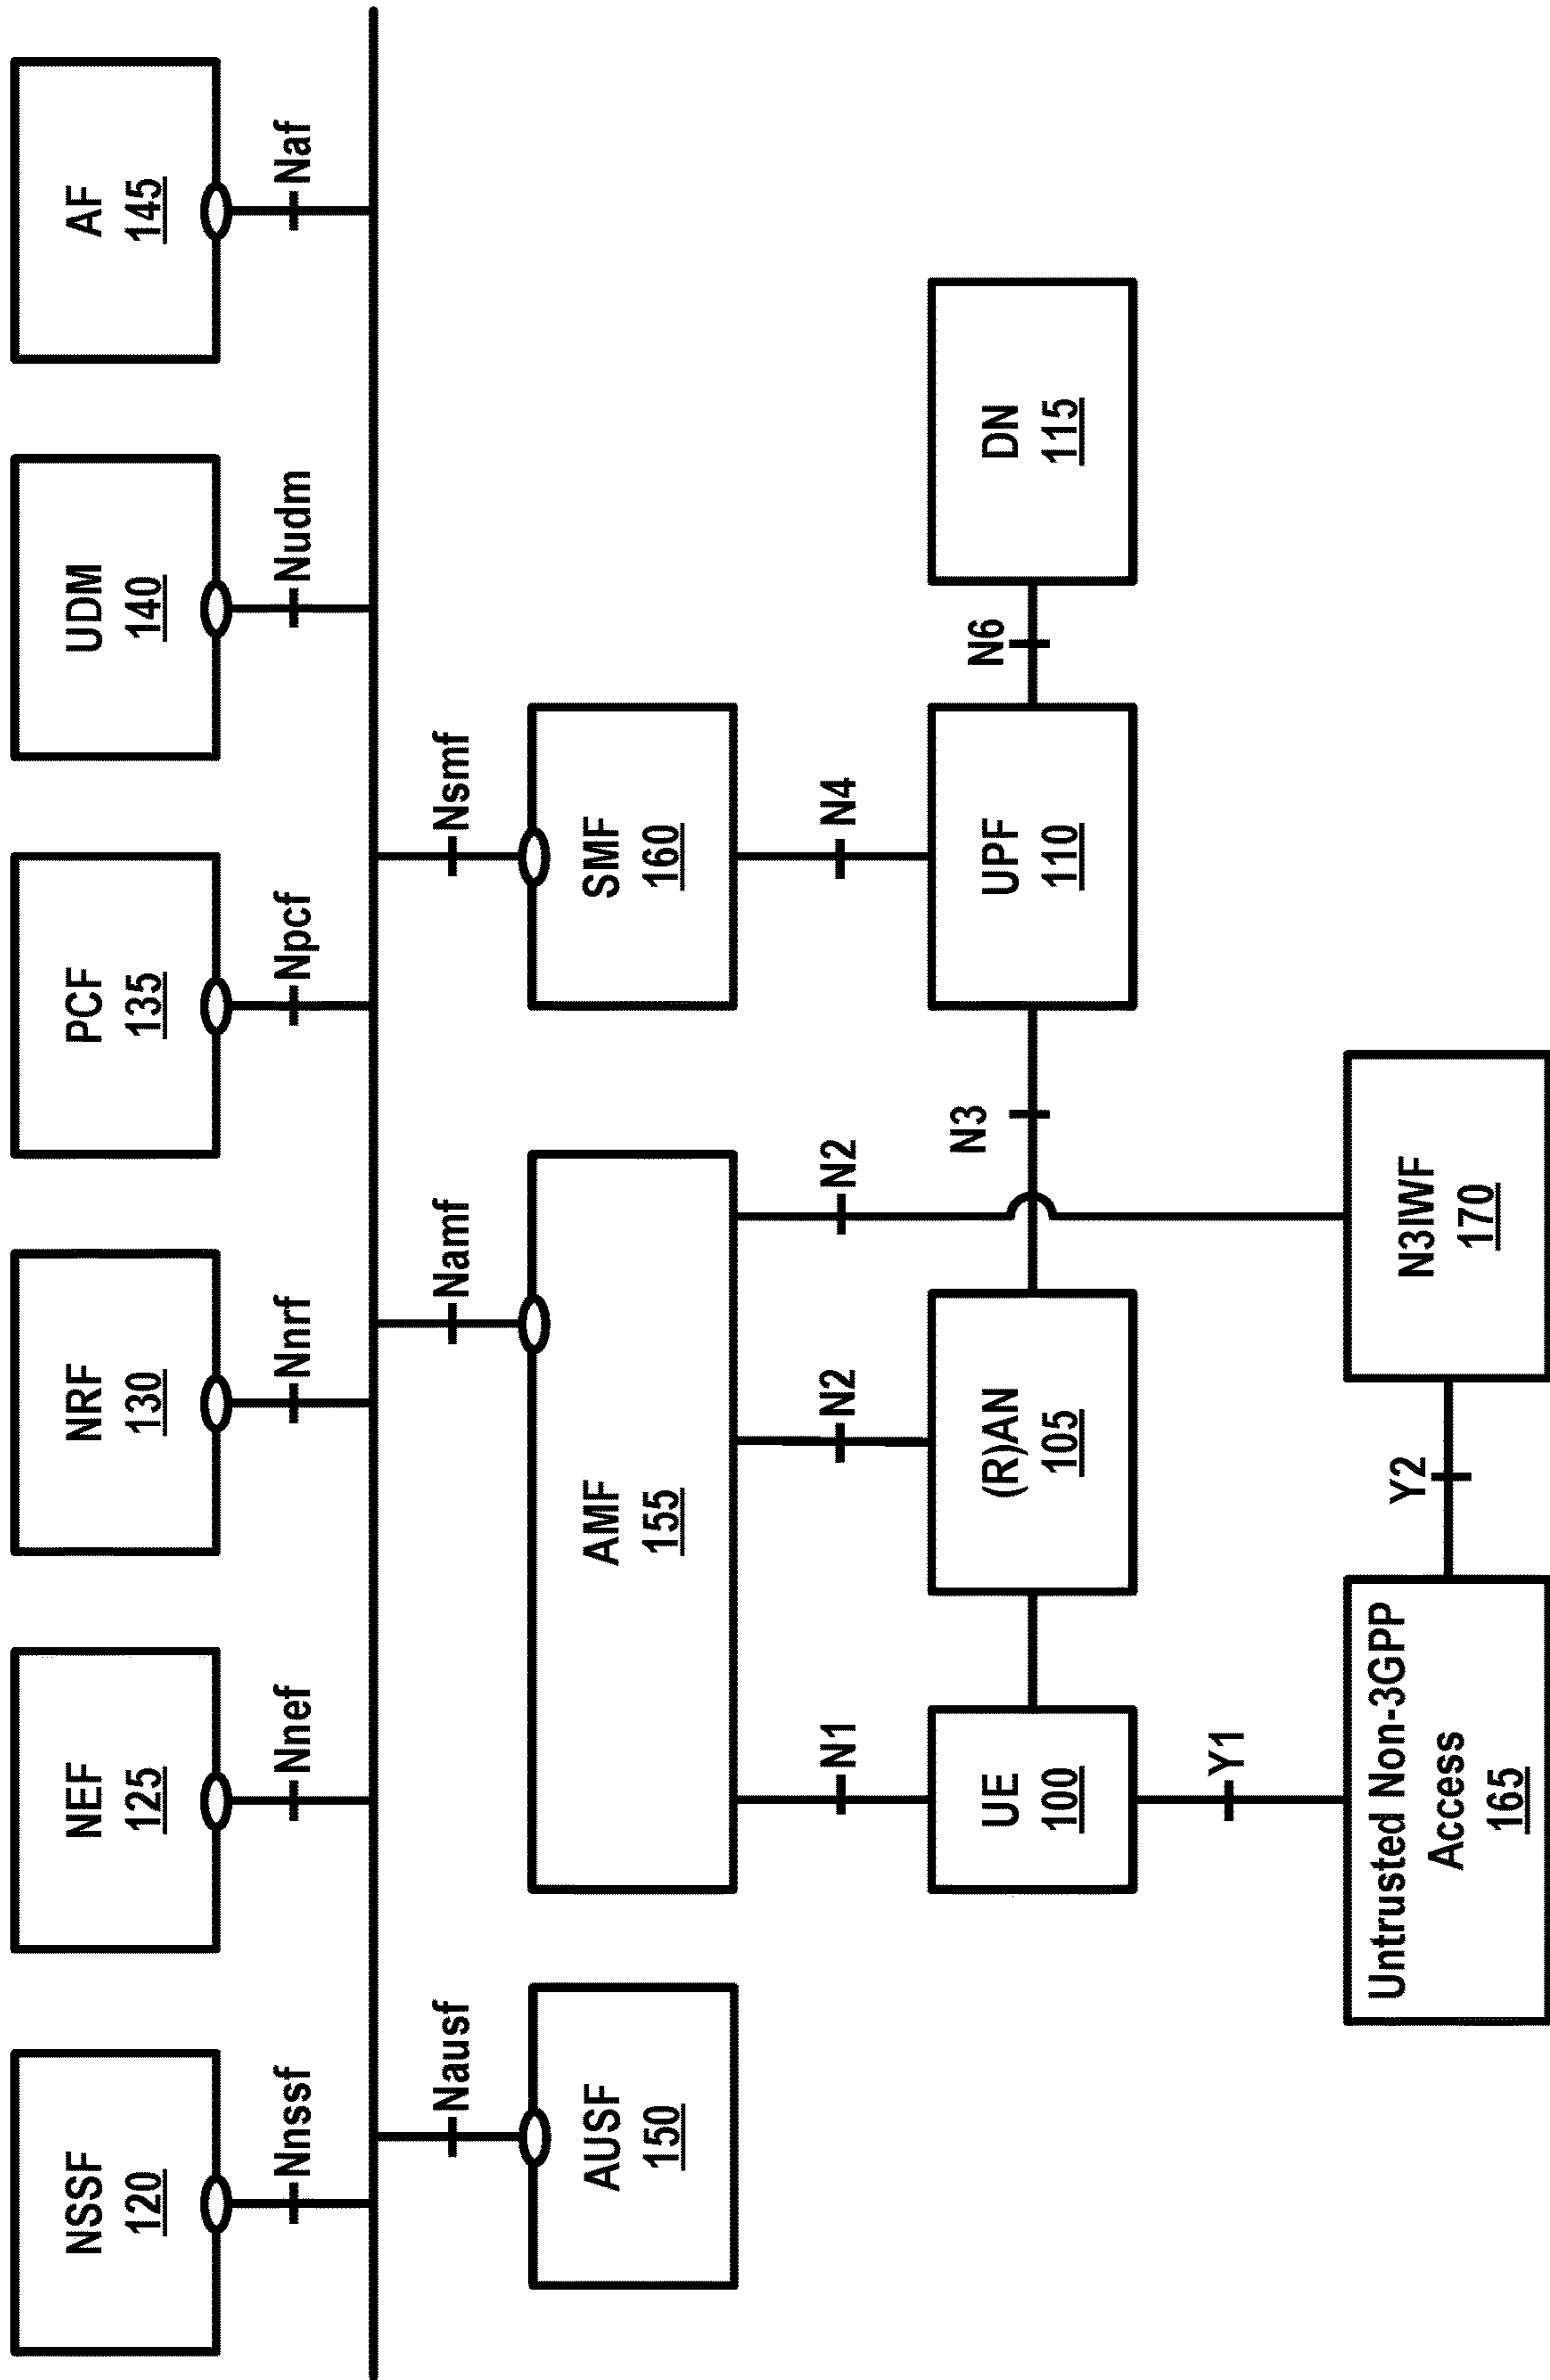 NSSF
120
NEF
125
NRF
130
PCF
135
UDM
140
AF
145
Nnssf
Nnef
Nnrf
Npcf
Nudm
Naf
Nausf
Namf
Nsmf
AUSF
150
AMF
155
SMF
160
N1
N2
N2
N4
UE
100
(R)AN
105
N3
UPF
110
N6
DN
115
Y1
Untrusted Non-3GPP
Access
165
Y2
N3IWF
170